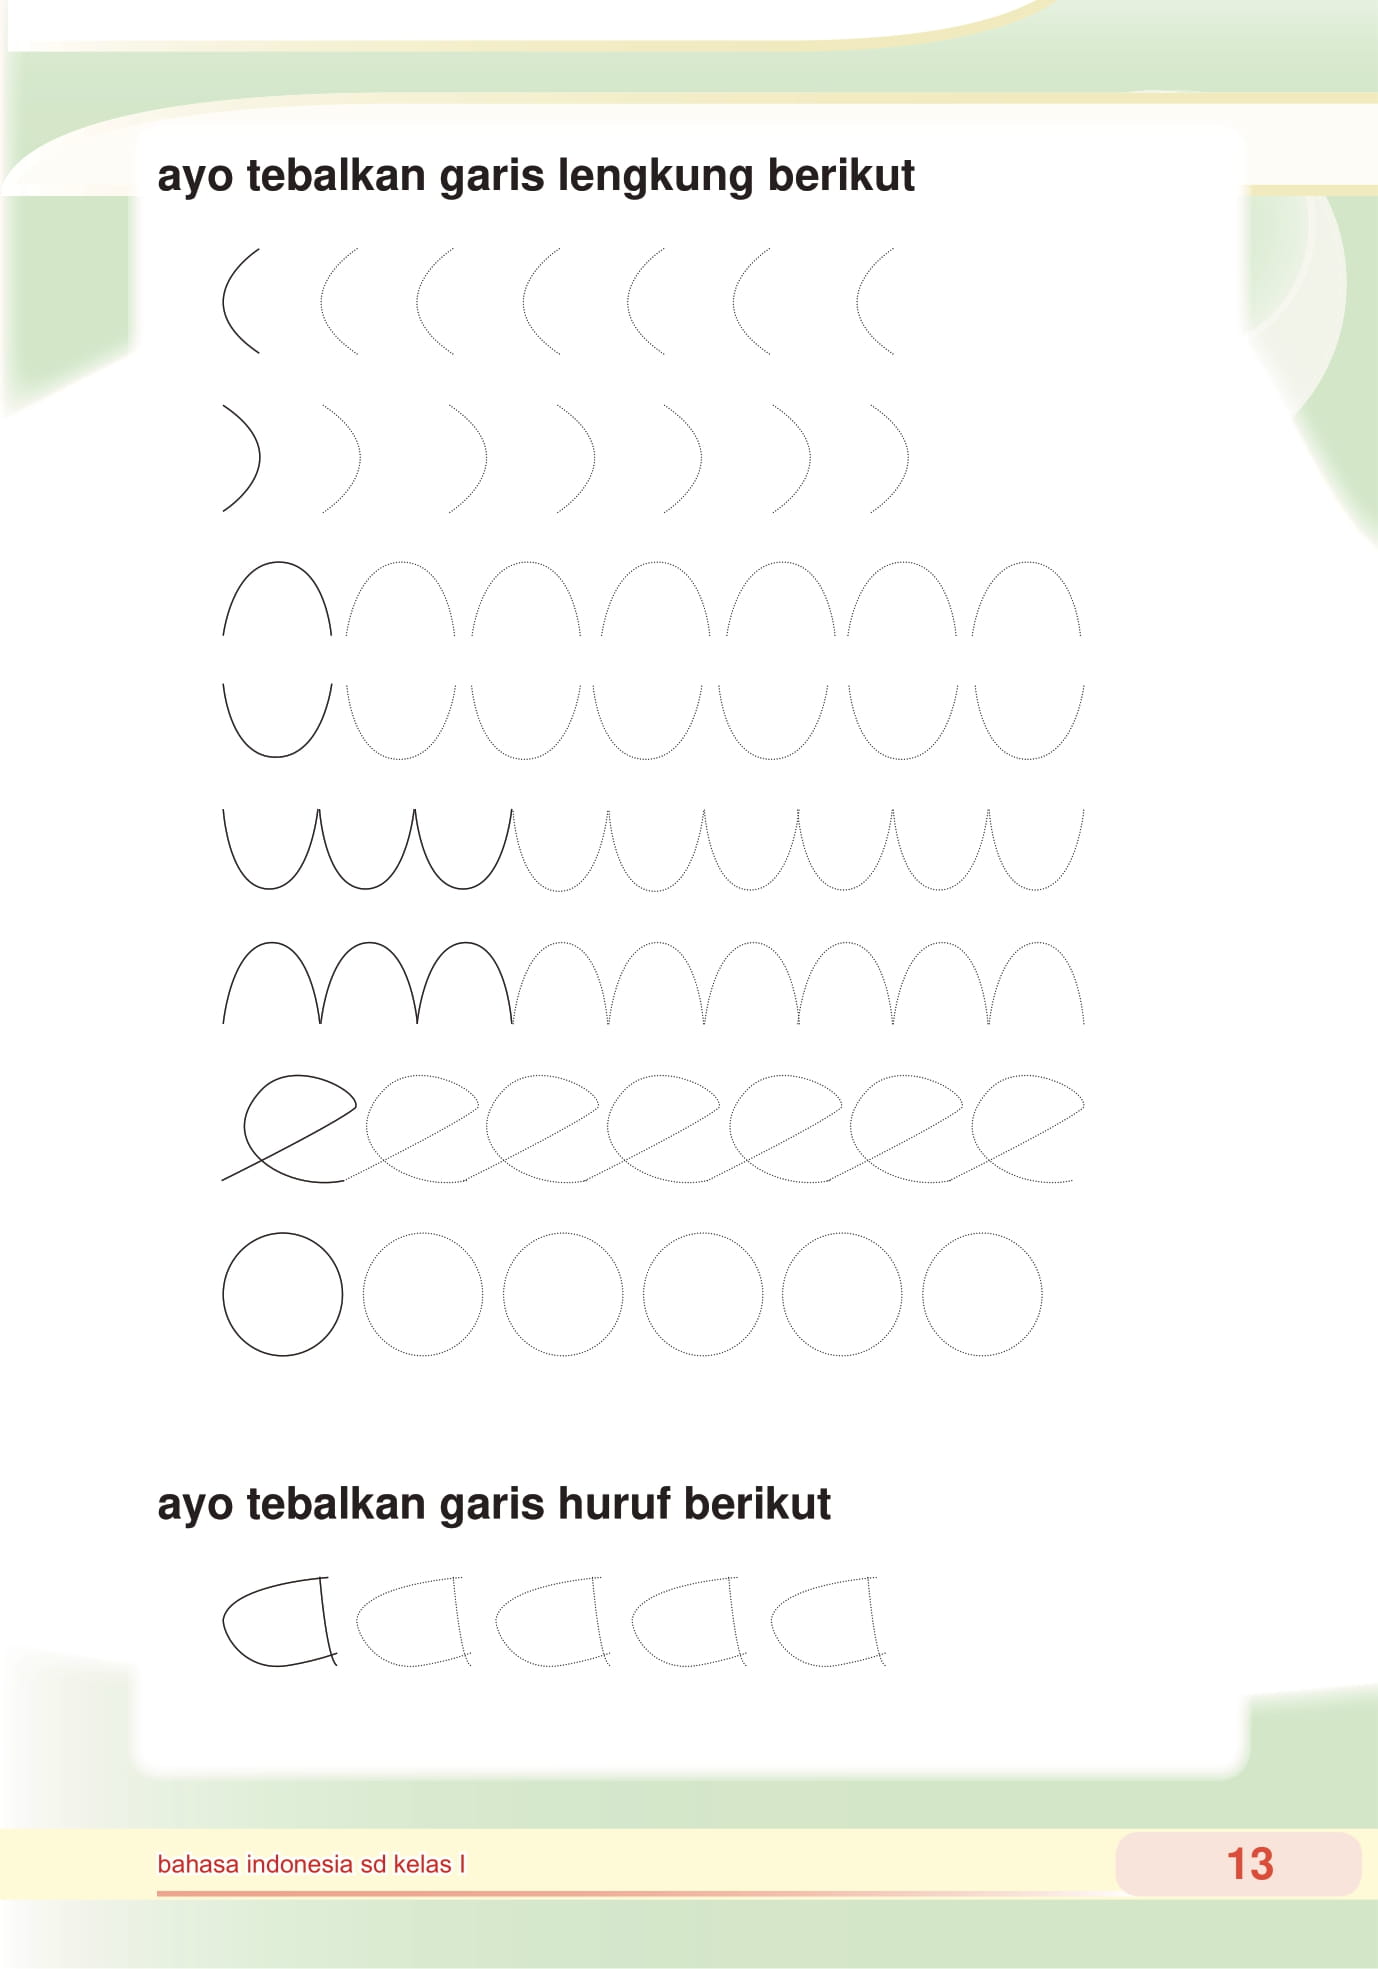 ayo tebalkan garis lengkung berikut
ayo tebalkan garis huruf berikut
a a a a a
bahasa indonesia sd kelas I
13